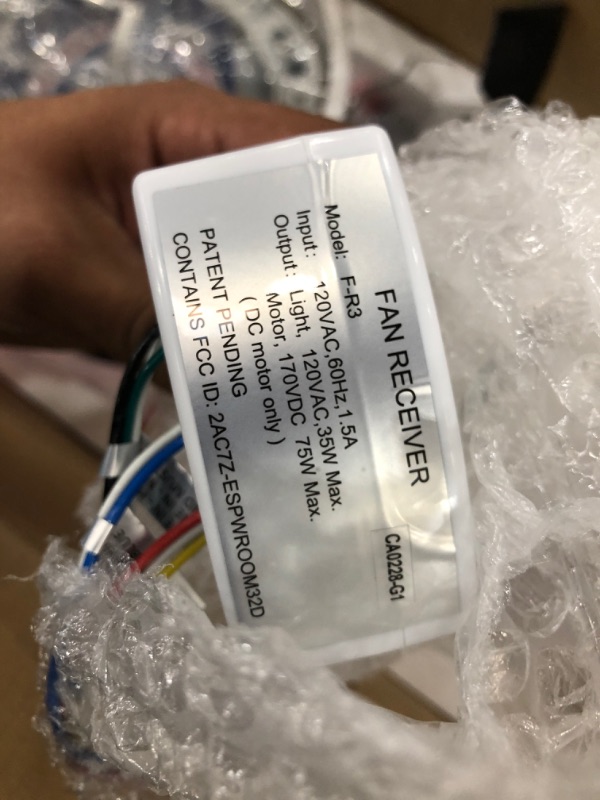 FAN RECEIVER
Model: F-R3
Input: 120VAC,60Hz,1.5A
Output: Light, 120VAC,35W Max.
Motor, 170VDC 75W Max.
( DC motor only )
PATENT PENDING
CONTAINS FCC ID: 2AC7Z-ESPWROOM32D
CA0228-G1